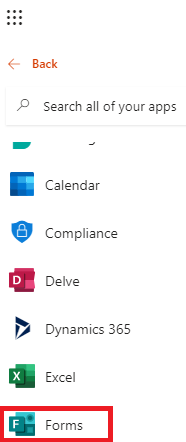 Back
Search all of your apps
Calendar
Compliance
Delve
Dynamics 365
Excel
Forms